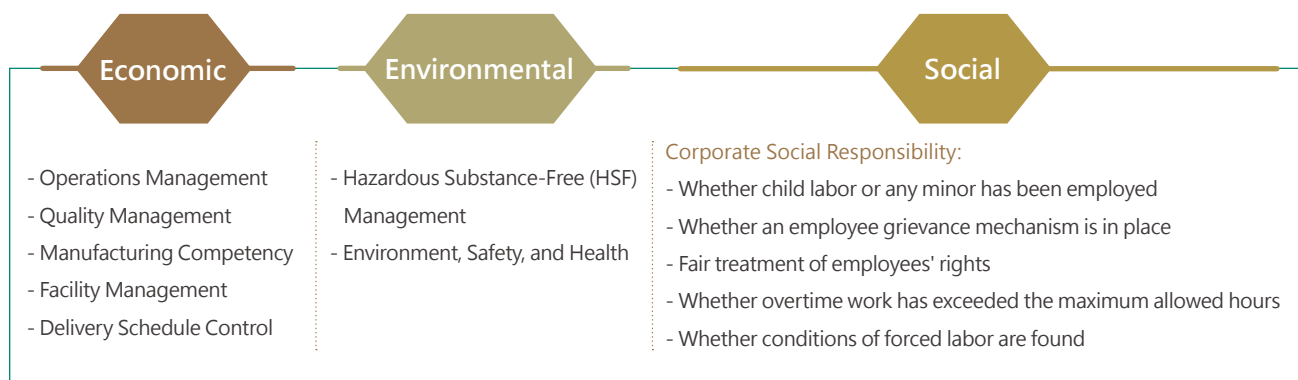 Economic
- Operations Management
- Quality Management
- Manufacturing Competency
- Facility Management
- Delivery Schedule Control
Environmental
- Hazardous Substance-Free (HSF)
Management
- Environment, Safety, and Health
Social
Corporate Social Responsibility:
- Whether child labor or any minor has been employed
- Whether an employee grievance mechanism is in place
- Fair treatment of employees' rights
- Whether overtime work has exceeded the maximum allowed hours
- Whether conditions of forced labor are found